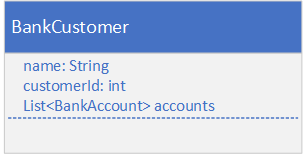 BankCustomer
name: String
customerId: int
List<BankAccount> accounts